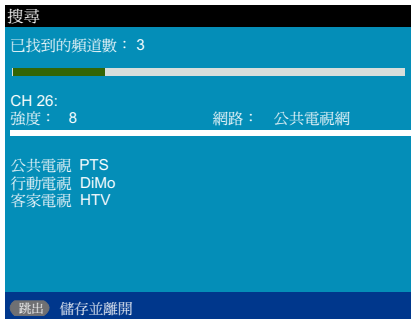 搜尋
已找到的頻道數： 3
CH 26:
強度： 8 網路： 公共電視網
公共電視 PTS
行動電視 DiMo
客家電視 HTV
跳出 儲存並離開